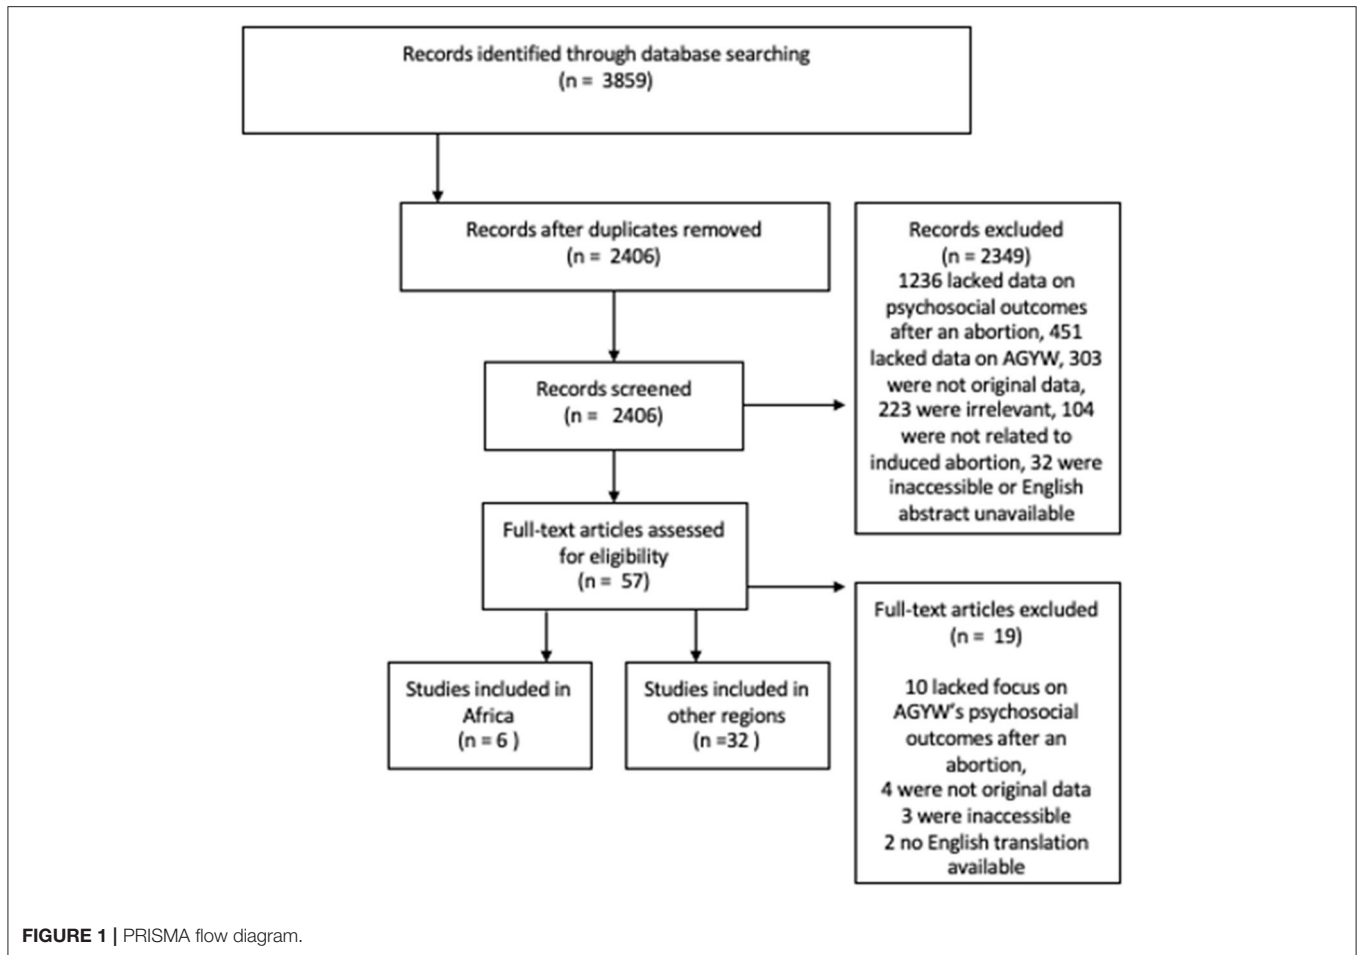 Records identified through database searching
(n = 3859)
Records after duplicates removed
(n = 2406)
Records excluded
(n = 2349)
1236 lacked data on
psychosocial outcomes
after an abortion, 451
lacked data on AGYW, 303
were not original data,
223 were irrelevant, 104
were not related to
induced abortion, 32 were
inaccessible or English
abstract unavailable
Records screened
(n = 2406)
Full-text articles assessed
for eligibility
(n = 57)
Full-text articles excluded
(n = 19)
10 lacked focus on
AGYW's psychosocial
outcomes after an
abortion,
4 were not original data
3 were inaccessible
2 no English translation
available
Studies included in
Africa
(n = 6 )
Studies included in
other regions
(n =32 )
FIGURE 1 | PRISMA flow diagram.